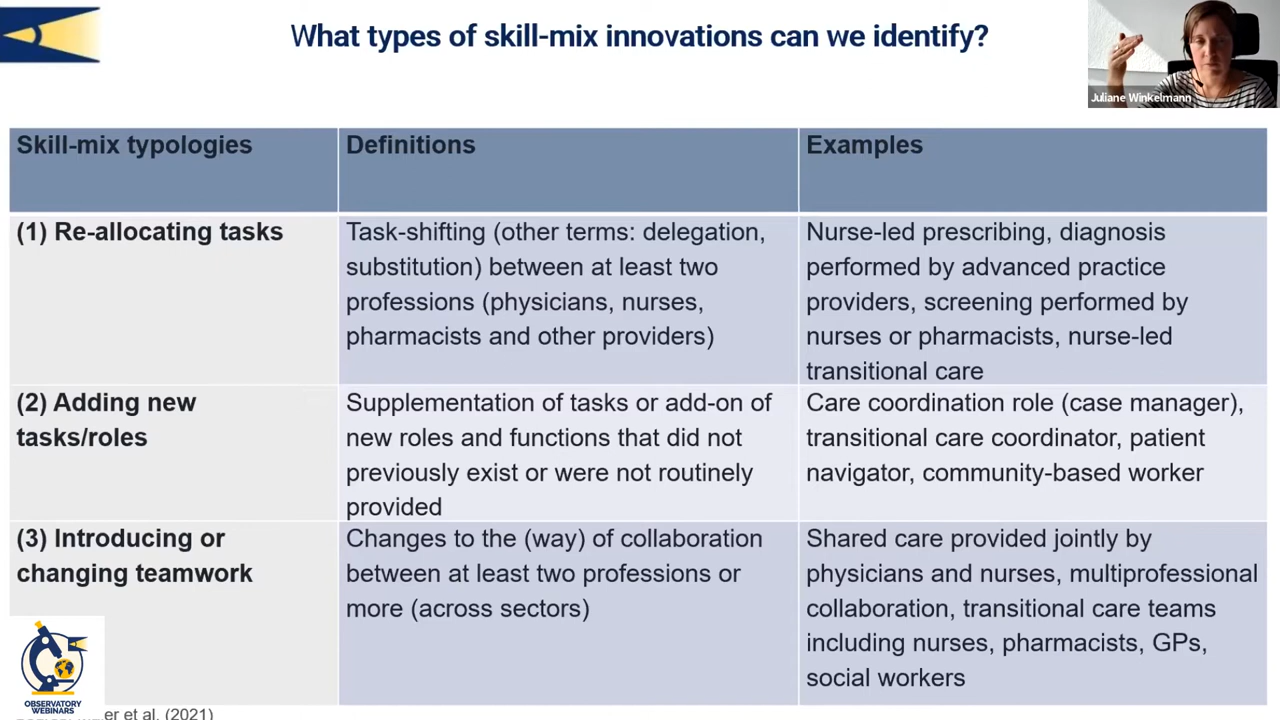 What types of skill-mix innovations can we identify?
Juliane Winkelmann
Skill-mix typologies
Definitions
Examples
(1) Re-allocating tasks
Task-shifting (other terms: delegation,
substitution) between at least two
professions (physicians, nurses,
pharmacists and other providers)
Nurse-led prescribing, diagnosis
performed by advanced practice
providers, screening performed by
nurses or pharmacists, nurse-led
transitional care
(2) Adding new
tasks/roles
Supplementation of tasks or add-on of
new roles and functions that did not
previously exist or were not routinely
provided
Care coordination role (case manager),
transitional care coordinator, patient
navigator, community-based worker
(3) Introducing or
changing teamwork
Changes to the (way) of collaboration
between at least two professions or
more (across sectors)
Shared care provided jointly by
physicians and nurses, multiprofessional
collaboration, transitional care teams
including nurses, pharmacists, GPs,
social workers
OBSERVATORY
WEBINARS
et al. (2021)